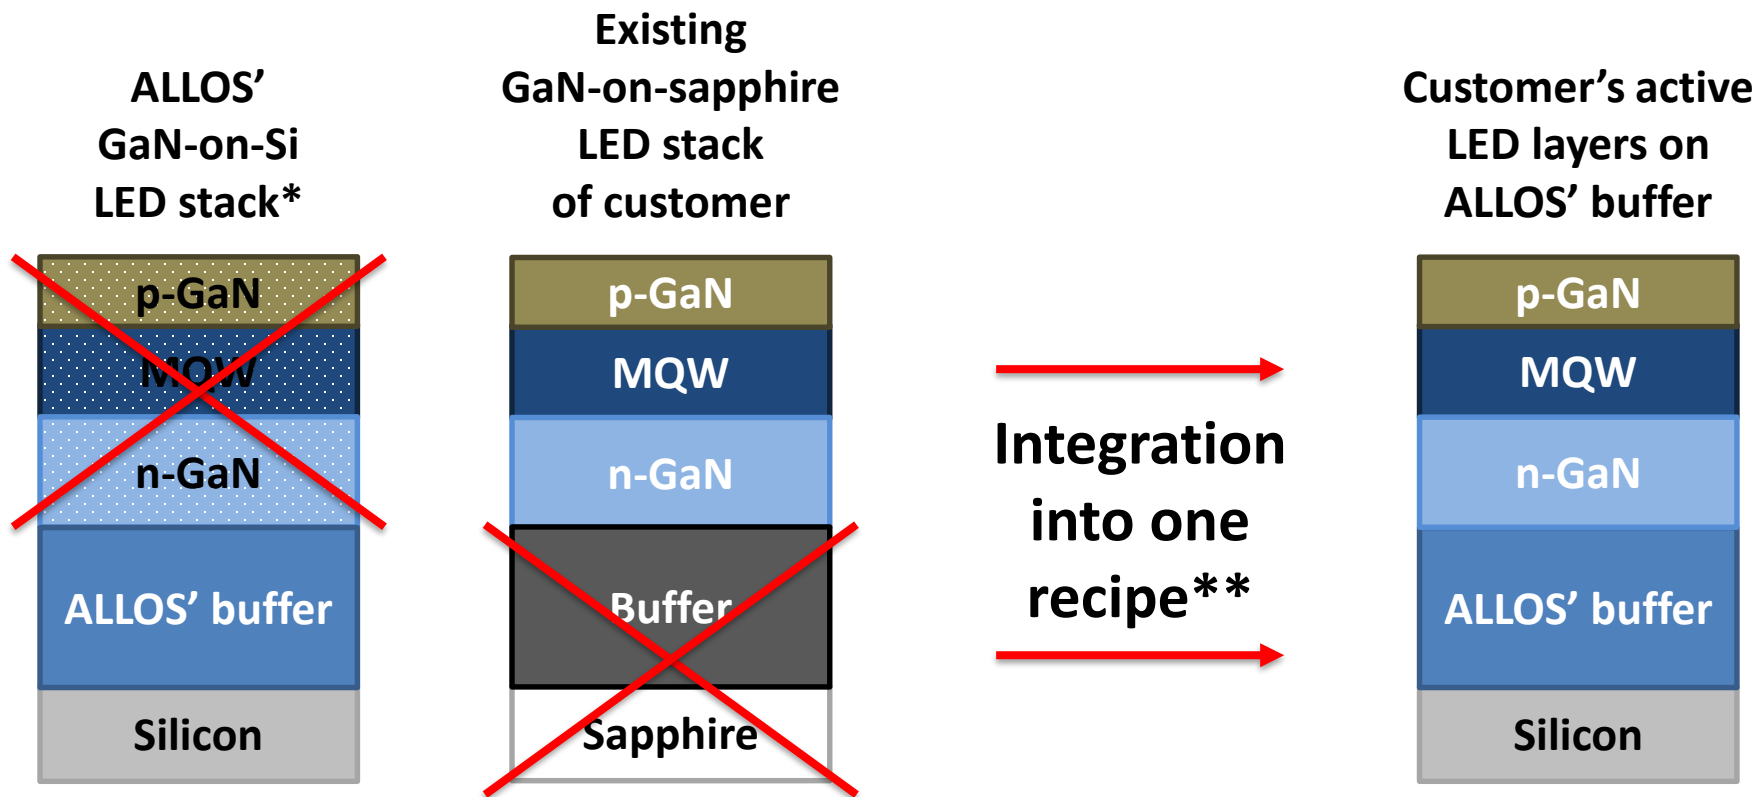 ALLOS’
GaN-on-Si
LED stack*
Existing
GaN-on-sapphire
LED stack
of customer
Customer’s active
LED layers on
ALLOS’ buffer
p-GaN
MQW
n-GaN
ALLOS’ buffer
Silicon
p-GaN
MQW
n-GaN
Buffer
Sapphire
Integration
into one
recipe**
p-GaN
MQW
n-GaN
ALLOS’ buffer
Silicon